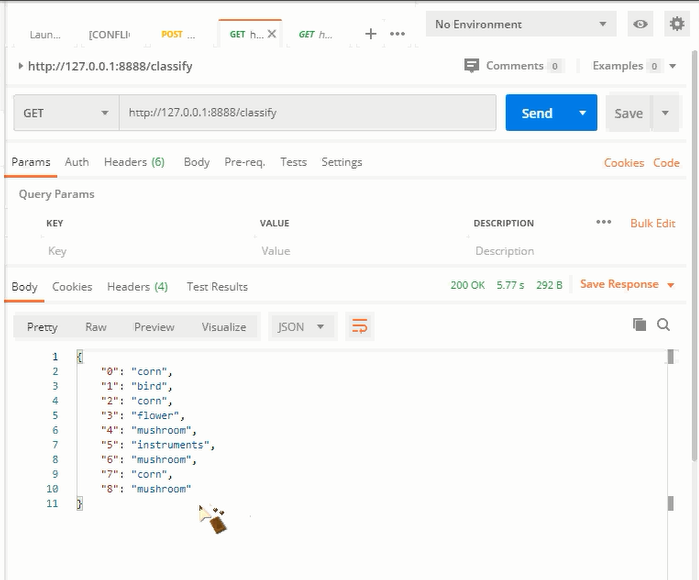 Laun... [CONFLI POST ... GET h... GET h... No Environment
http://127.0.0.1:8888/classify Comments 0 Examples 0
GET http://127.0.0.1:8888/classify Send Save
Params Auth Headers (6) Body Pre-req. Tests Settings Cookies Code
Query Params
KEY VALUE DESCRIPTION Bulk Edit
Key Value Description
Body Cookies Headers (4) Test Results 200 OK 5.77 s 292 B Save Response
Pretty Raw Preview Visualize JSON
1 {
2 "0": "corn",
3 "1": "bird",
4 "2": "corn",
5 "3": "flower",
6 "4": "mushroom",
7 "5": "instruments",
8 "6": "mushroom",
9 "7": "corn",
10 "8": "mushroom"
11 }